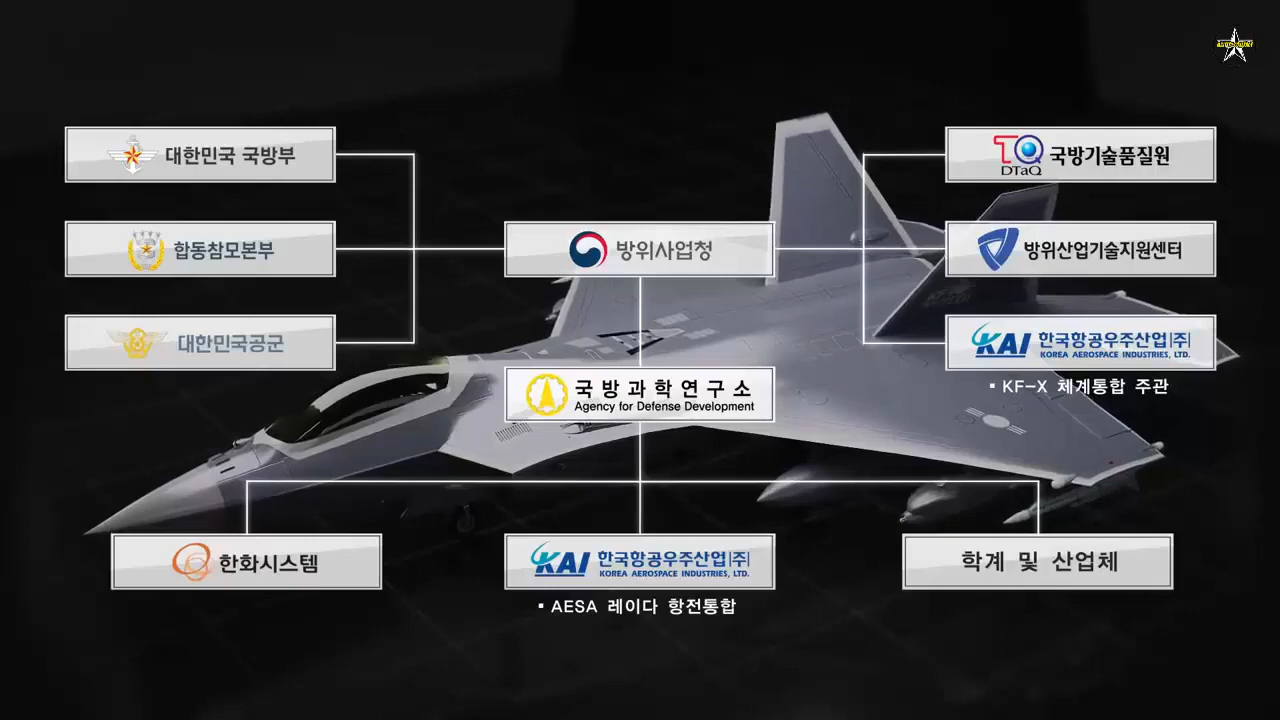 대한민국 국방부
합동참모본부
대한민국공군
방위사업청
국방과학연구소
Agency for Defense Development
DTaQ 국방기술품질원
방위산업기술지원센터
KAI 한국항공우주산업(주)
KOREA AEROSPACE INDUSTRIES, LTD.
▪ KF-X 체계통합 주관
한화시스템
KAI 한국항공우주산업(주)
KOREA AEROSPACE INDUSTRIES, LTD.
▪ AESA 레이다 항전통합
학계 및 산업체